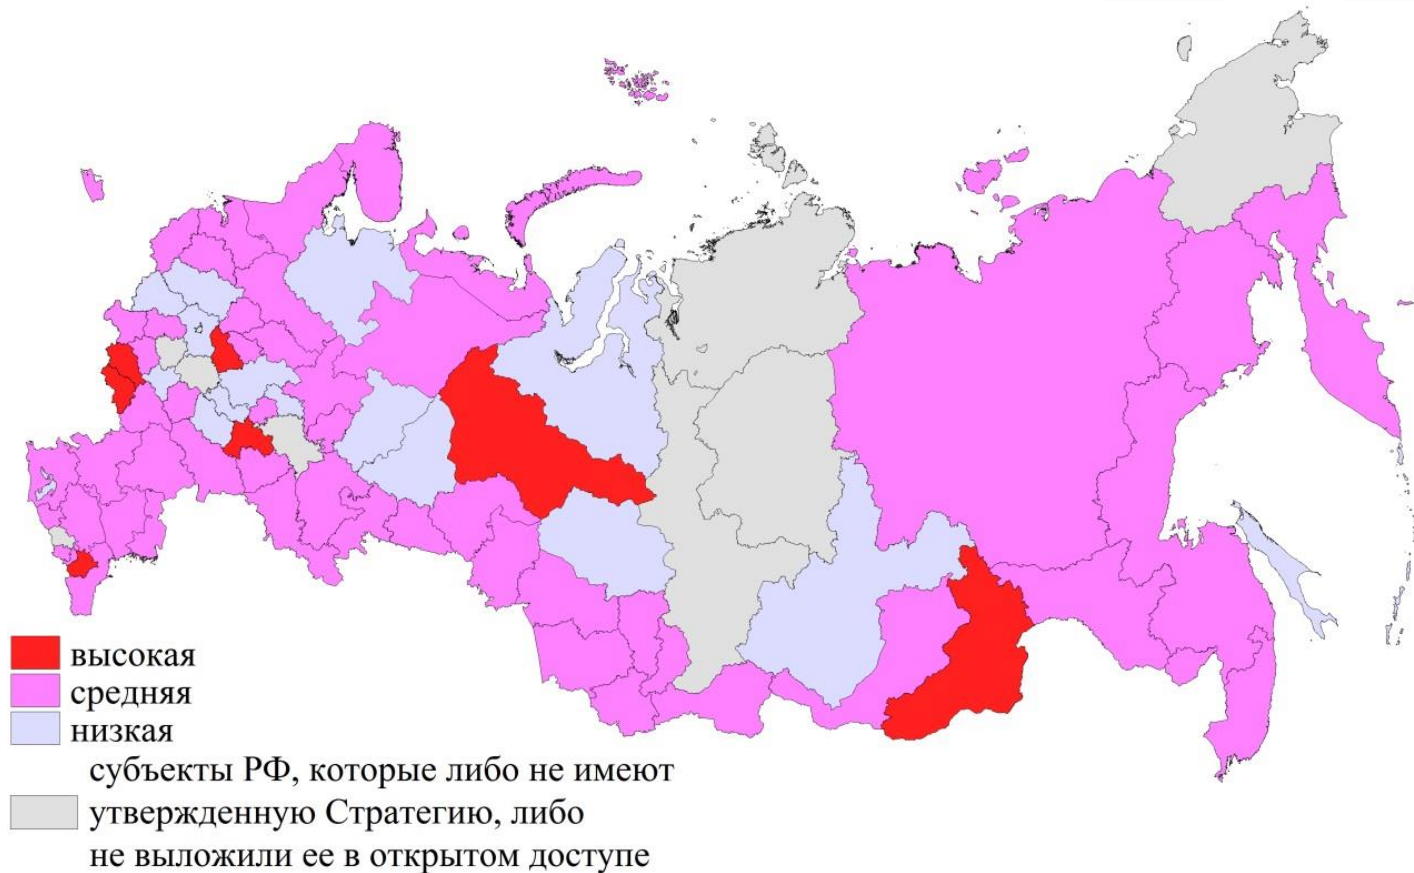 высокая
средняя
низкая
субъекты РФ, которые либо не имеют
утвержденную Стратегию, либо
не выложили ее в открытом доступе